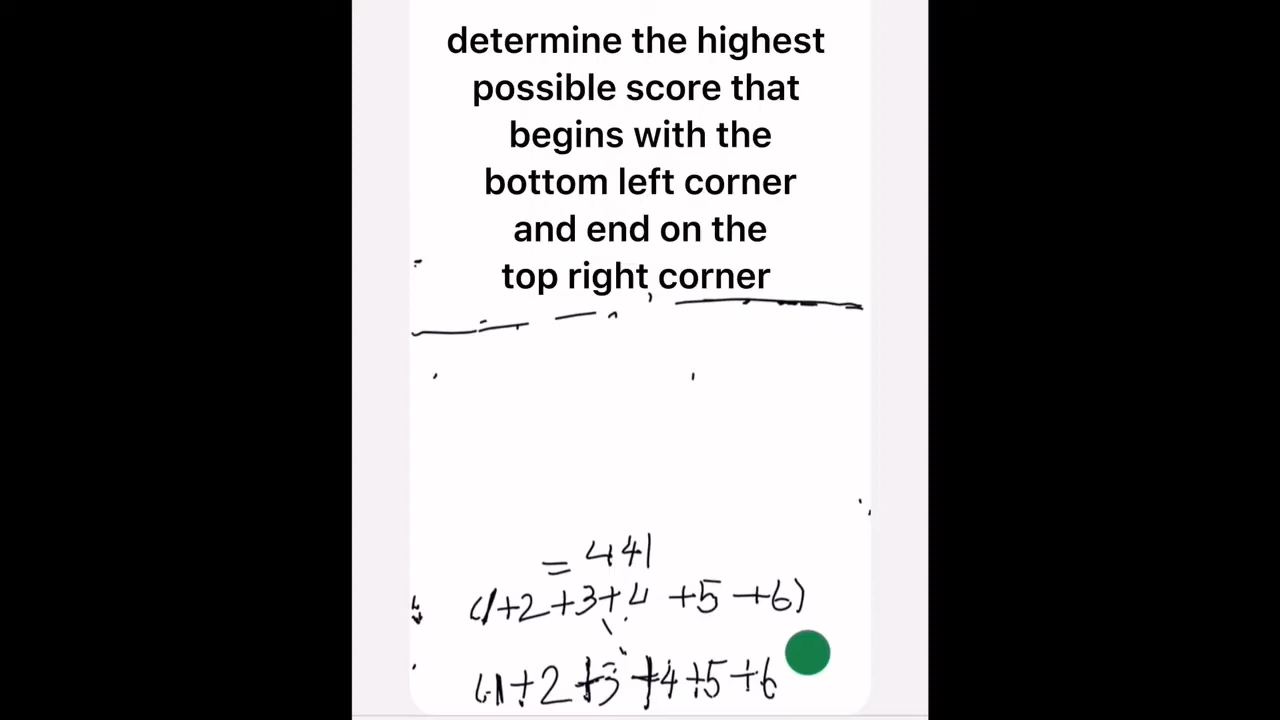 determine the highest
possible score that
begins with the
bottom left corner
and end on the
top right corner
= 441
(1+2+3+4 +5 +6)
(1+2+3+4+5+6